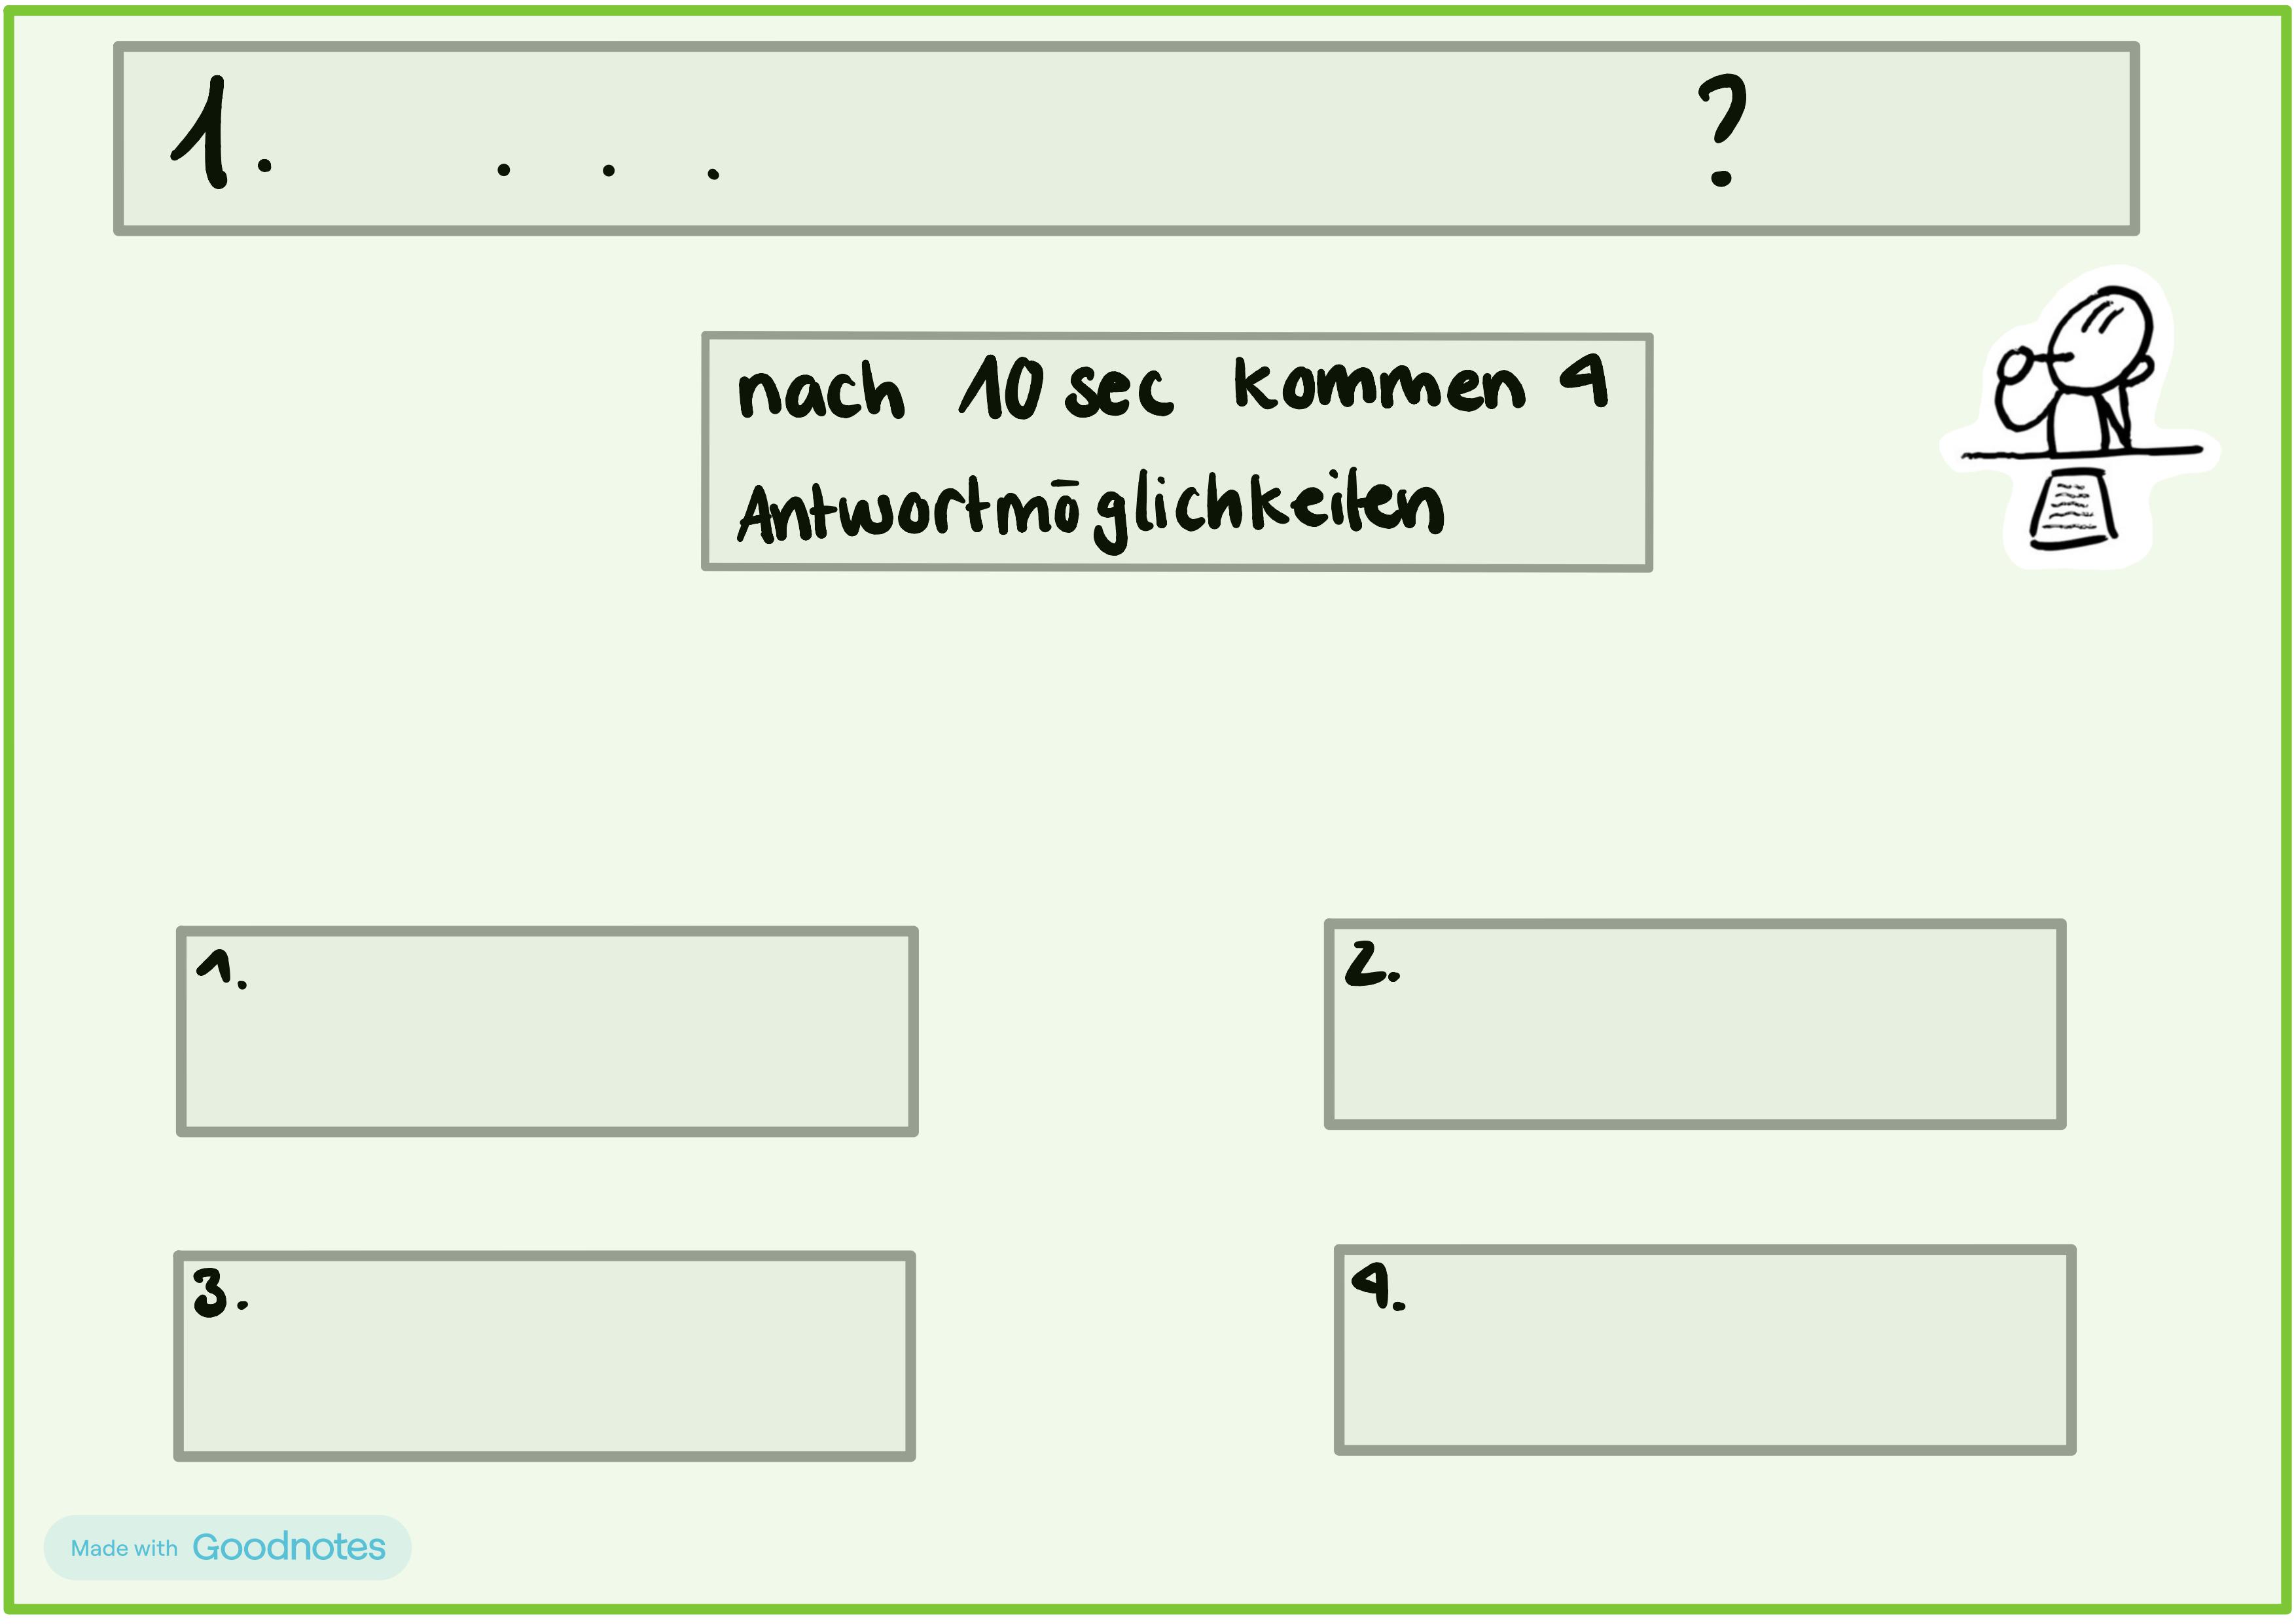 1. . . . ?
nach 10 sec kommen 4
Antwortmöglichkeiten
1.
2.
3.
4.
Made with Goodnotes